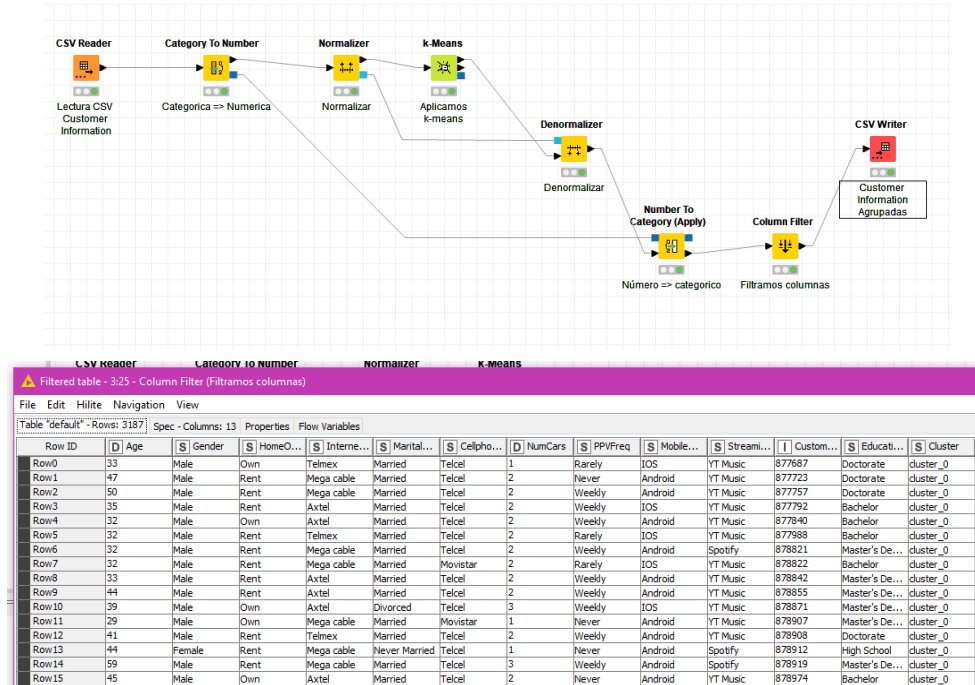 CSV Reader
Category To Number
Normalizer
k-Means
Lectura CSV
Customer
Information
Categorica => Numerica
Normalizar
Aplicamos
k-means
Denormalizer
CSV Writer
Denormalizar
Customer
Information
Agrupadas
Number To
Category (Apply)
Column Filter
Número => categorico
Filtramos columnas
CSV Reader Category To Number Normalizer k-Means
Filtered table - 3:25 - Column Filter (Filtramos columnas)
File Edit Hilite Navigation View
Table "default" - Rows: 3187 Spec - Columns: 13 Properties Flow Variables
Row ID D Age S Gender S HomeO... S Interne... S Marital... S Cellpho... D NumCars S PPVFreq S Mobile... S Streami... I Custom... S Educati... S Cluster
Row0 33 Male Own Telmex Married Telcel 1 Rarely IOS YT Music 877687 Doctorate cluster_0
Row1 47 Male Rent Mega cable Married Telcel 2 Never Android YT Music 877723 Doctorate cluster_0
Row2 50 Male Rent Mega cable Married Telcel 2 Weekly Android YT Music 877757 Doctorate cluster_0
Row3 35 Male Rent Axtel Married Telcel 2 Weekly IOS YT Music 877792 Bachelor cluster_0
Row4 32 Male Own Axtel Married Telcel 2 Weekly Android YT Music 877840 Bachelor cluster_0
Row5 32 Male Rent Telmex Married Telcel 2 Rarely IOS YT Music 877988 Bachelor cluster_0
Row6 32 Male Rent Mega cable Married Telcel 2 Weekly Android Spotify 878821 Master's De... cluster_0
Row7 32 Male Rent Mega cable Married Movistar 2 Rarely IOS YT Music 878822 Bachelor cluster_0
Row8 33 Male Rent Axtel Married Telcel 2 Weekly Android YT Music 878842 Master's De... cluster_0
Row9 44 Male Rent Axtel Married Telcel 2 Never Android YT Music 878855 Master's De... cluster_0
Row10 39 Male Own Axtel Divorced Telcel 3 Weekly IOS YT Music 878871 Master's De... cluster_0
Row11 29 Male Own Mega cable Married Movistar 1 Never Android YT Music 878907 Master's De... cluster_0
Row12 41 Male Rent Telmex Married Telcel 2 Weekly Android YT Music 878908 Doctorate cluster_0
Row13 44 Female Rent Mega cable Never Married Telcel 1 Never Android Spotify 878912 High School cluster_0
Row14 59 Male Rent Mega cable Married Telcel 3 Weekly Android Spotify 878919 Master's De... cluster_0
Row15 45 Male Own Axtel Married Telcel 2 Never Android YT Music 878974 Bachelor cluster_0